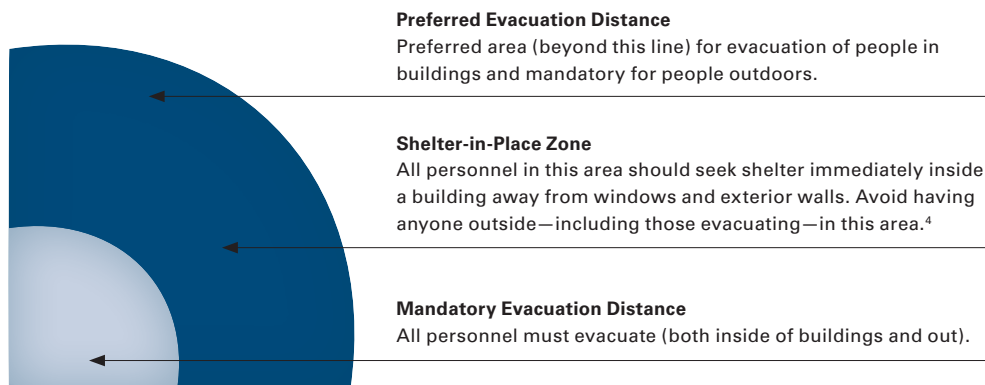 Preferred Evacuation Distance
Preferred area (beyond this line) for evacuation of people in
buildings and mandatory for people outdoors.
Shelter-in-Place Zone
All personnel in this area should seek shelter immediately inside
a building away from windows and exterior walls. Avoid having
anyone outside—including those evacuating—in this area.⁴
Mandatory Evacuation Distance
All personnel must evacuate (both inside of buildings and out).